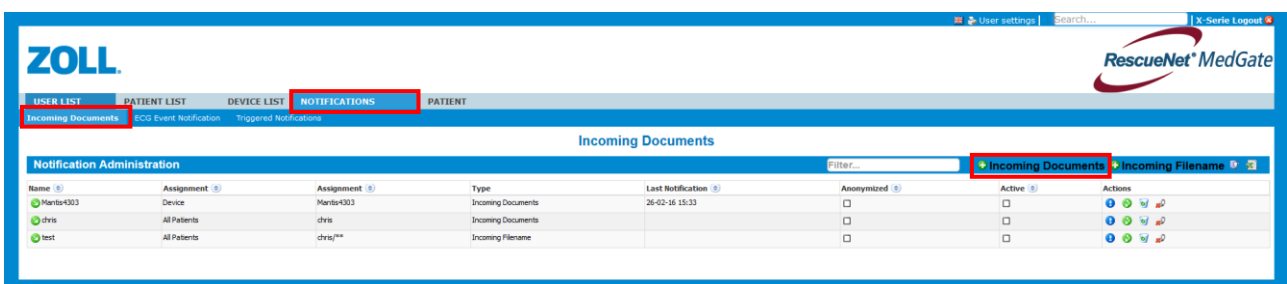 User settings | Search... | X-Serie Logout
ZOLL.
RescueNet® MedGate
USER LIST PATIENT LIST DEVICE LIST NOTIFICATIONS PATIENT
Incoming Documents ECG Event Notification Triggered Notifications
Incoming Documents
Notification Administration Filter... Incoming Documents Incoming Filename
Name Assignment Assignment Type Last Notification Anonymized Active Actions
Mantis4303 Device Mantis4303 Incoming Documents 26-02-16 15:33
chris All Patients chris Incoming Documents
test All Patients chris/** Incoming Filename